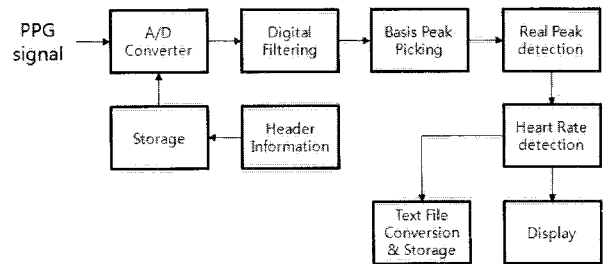 PPG
signal
A/D
Converter
Digital
Filtering
Basis Peak
Picking
Real Peak
detection
Storage
Header
Information
Heart Rate
detection
Text File
Conversion
& Storage
Display